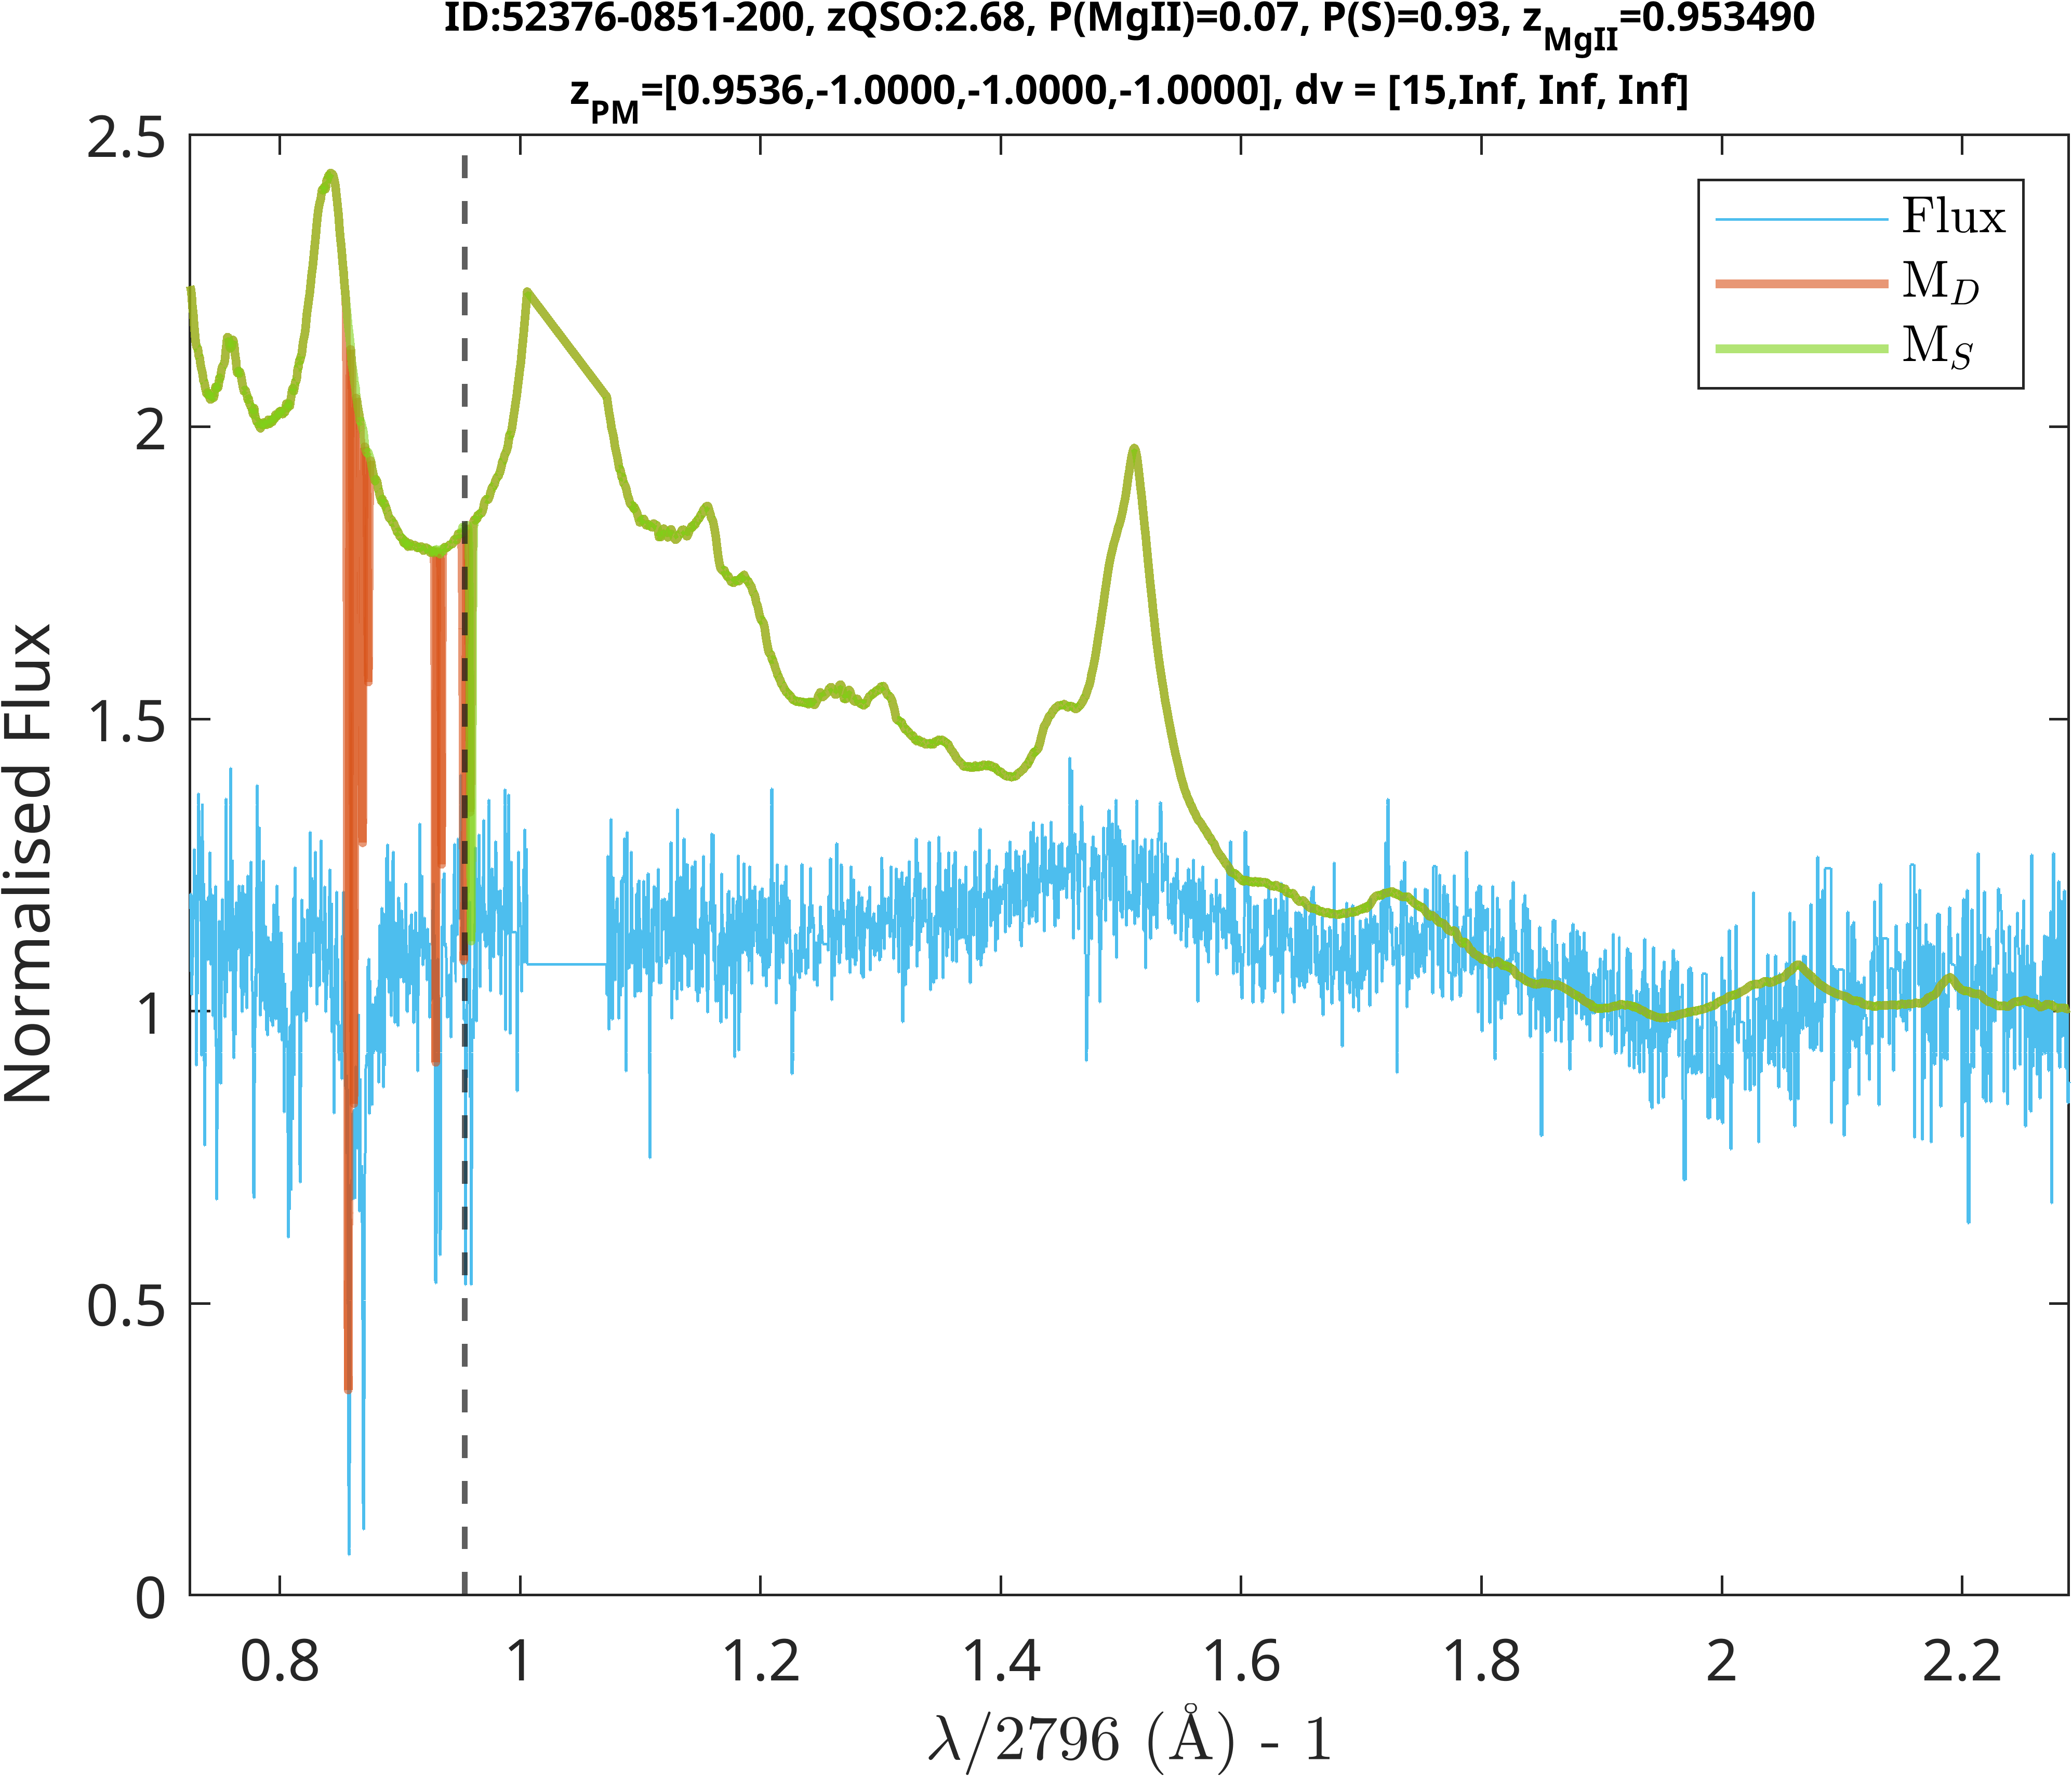 ID:52376-0851-200, zQSO:2.68, P(MgII)=0.07, P(S)=0.93, zMgII=0.953490
zPM=[0.9536,-1.0000,-1.0000,-1.0000], dv = [15,Inf, Inf, Inf]
2.5
2
1.5
1
0.5
0
Normalised Flux
Flux
MD
MS
0.8
1
1.2
1.4
1.6
1.8
2
2.2
λ/2796 (Å) - 1